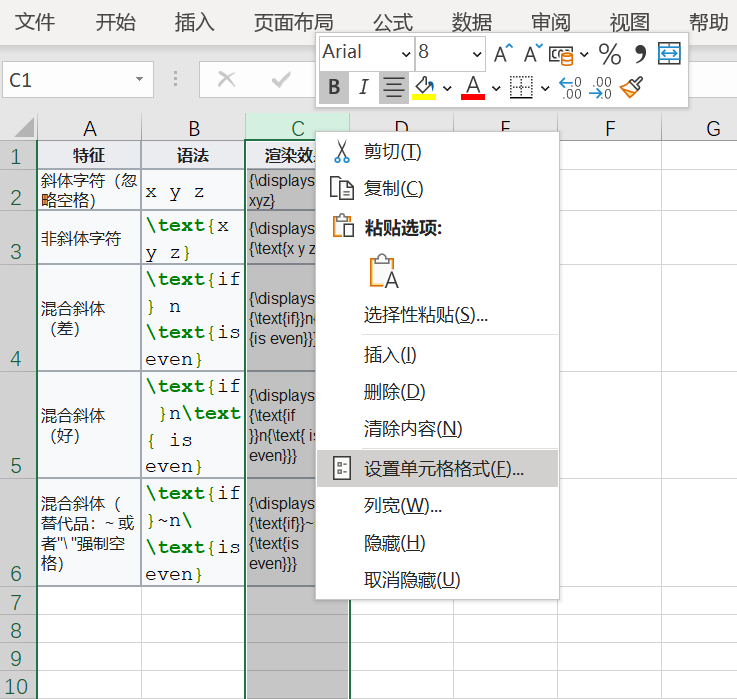 文件 开始 插入 页面布局 公式 数据 审阅 视图 帮助
Arial 8 A A %
C1
B I A .00 .00
A B C D E F G
1 特征 语法 渲染效
2 斜体字符（忽
略空格） x y z {\displays
xyz}
3 非斜体字符 \text{x
y z} {\displays
{\text{x y z
4 混合斜体
（差） \text{if
} n
\text{is
even} {\displays
{\text{if}}n
{is even}}}
5 混合斜体
（好） \text{if
}n\text
{ is
even} {\displays
{\text{if
}}n{\text{ is
even}}}
6 混合斜体（
替代品：~ 或
者"\ "强制空
格） \text{if
}~n\
\text{is
even} {\displays
{\text{if}}~
{\text{is
even}}}
7
8
9
10
剪切(T)
复制(C)
粘贴选项:
A
选择性粘贴(S)...
插入(I)
删除(D)
清除内容(N)
设置单元格格式(F)...
列宽(W)...
隐藏(H)
取消隐藏(U)